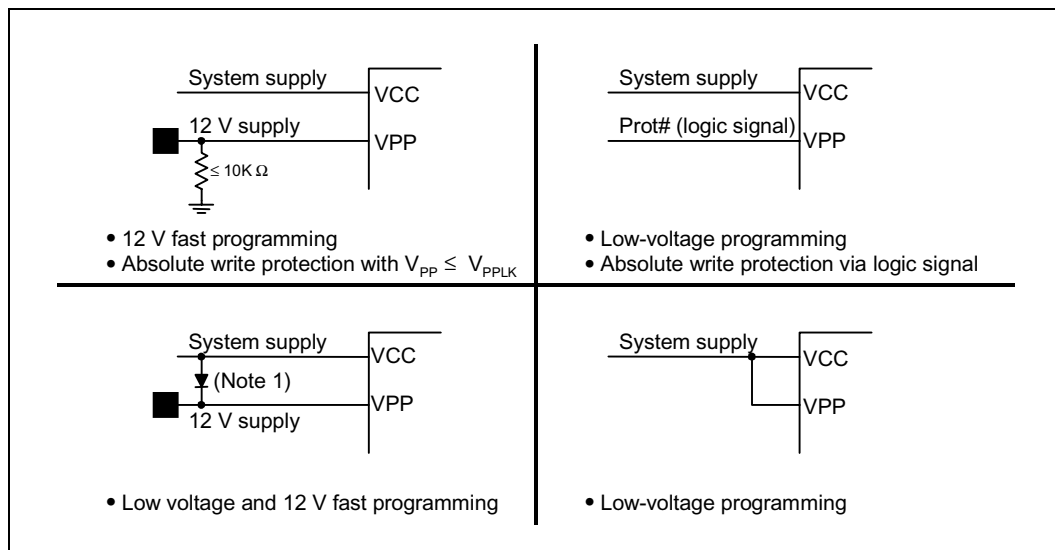 System supply
VCC
12 V supply
VPP
≤ 10K Ω
• 12 V fast programming
• Absolute write protection with VPP ≤ VPPLK
System supply
VCC
Prot# (logic signal)
VPP
• Low-voltage programming
• Absolute write protection via logic signal
System supply
VCC
(Note 1)
VPP
12 V supply
• Low voltage and 12 V fast programming
System supply
VCC
VPP
• Low-voltage programming